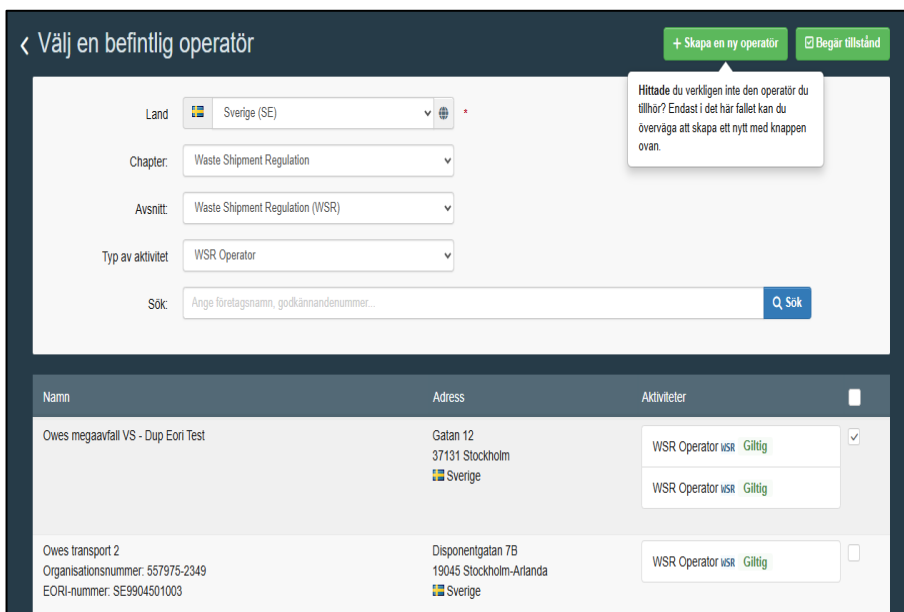 Välj en befintlig operatör
+ Skapa en ny operatör
Begär tillstånd
Hittade du verkligen inte den operatör du
tillhör? Endast i det här fallet kan du
överväga att skapa ett nytt med knappen
ovan.
Land
Sverige (SE)
*
Chapter:
Waste Shipment Regulation
Avsnitt:
Waste Shipment Regulation (WSR)
Typ av aktivitet
WSR Operator
Sök:
Ange företagsnamn, godkännandenummer...
Sök
Namn
Adress
Aktiviteter
Owes megaavfall VS - Dup Eori Test
Gatan 12
37131 Stockholm
Sverige
WSR Operator WSR Giltig
WSR Operator WSR Giltig
Owes transport 2
Organisationsnummer: 557975-2349
EORI-nummer: SE9904501003
Disponentgatan 7B
19045 Stockholm-Arlanda
Sverige
WSR Operator WSR Giltig